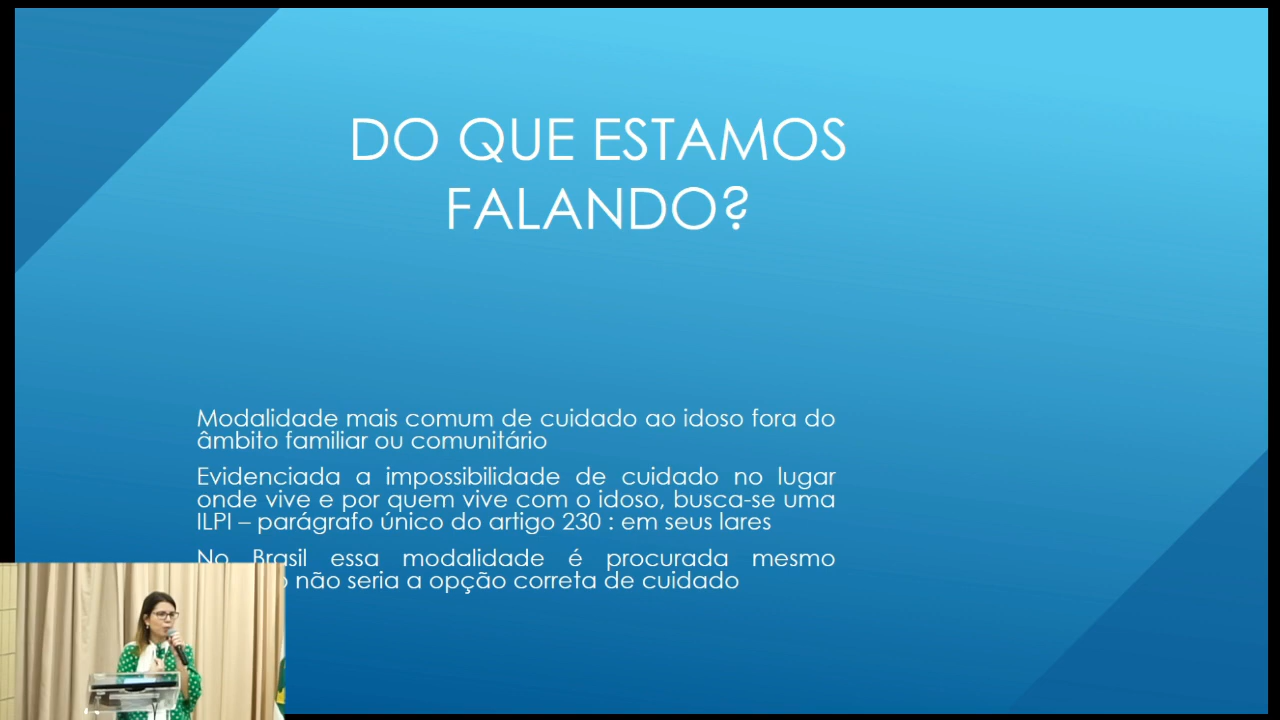 DO QUE ESTAMOS
FALANDO?
Modalidade mais comum de cuidado ao idoso fora do
âmbito familiar ou comunitário
Evidenciada a impossibilidade de cuidado no lugar
onde vive e por quem vive com o idoso, busca-se uma
ILPI – parágrafo único do artigo 230 : em seus lares
No Brasil essa modalidade é procurada mesmo
não seria a opção correta de cuidado